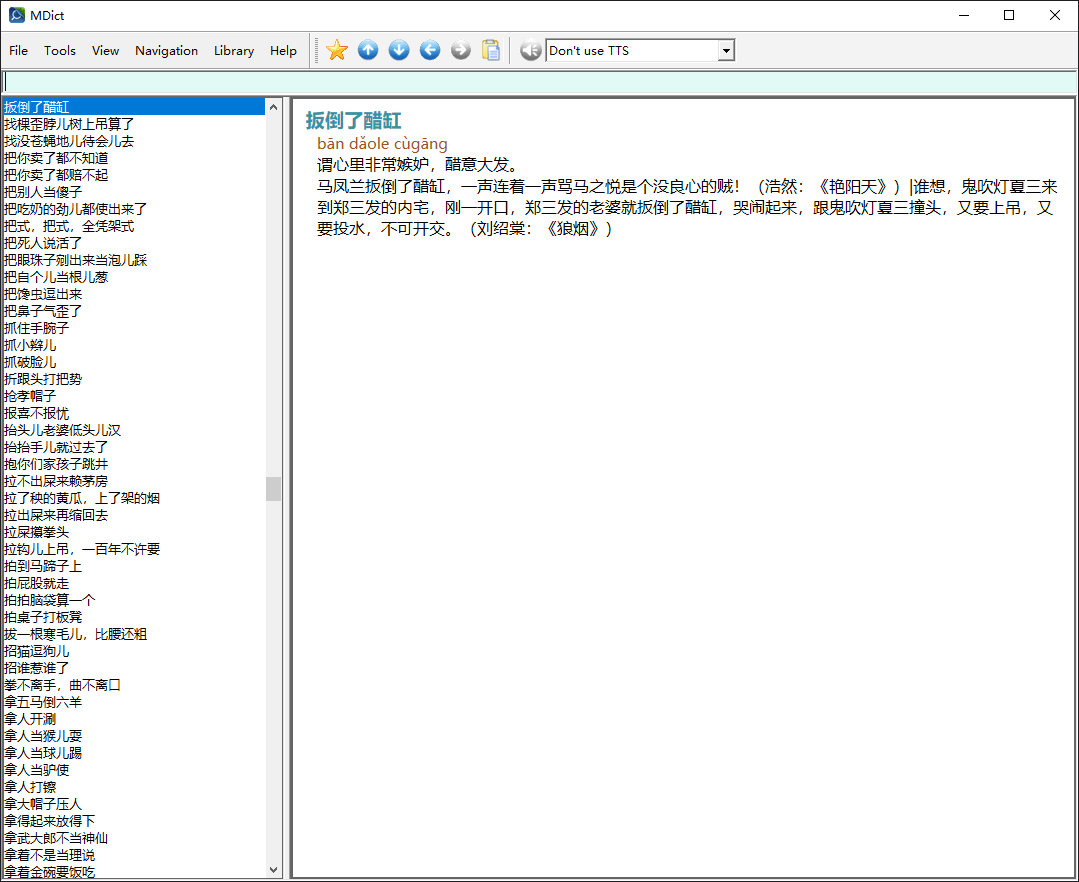 MDict
File Tools View Navigation Library Help Don't use TTS
扳倒了醋缸
找棵歪脖儿树上吊算了
找没苍蝇地儿待会儿去
把你卖了都不知道
把你卖了都赔不起
把别人当傻子
把吃奶的劲儿都使出来了
把式，把式，全凭架式
把死人说活了
把眼珠子剜出来当泡儿踩
把自个儿当根儿葱
把馋虫逗出来
把鼻子气歪了
抓住手腕子
抓小辫儿
抓破脸儿
折跟头打把势
抢孝帽子
报喜不报忧
抬头儿老婆低头儿汉
抬抬手儿就过去了
抱你们家孩子跳井
拉不出屎来赖茅房
拉了秧的黄瓜，上了架的烟
拉出屎来再缩回去
拉屎攥拳头
拉钩儿上吊，一百年不许要
拍到马蹄子上
拍屁股就走
拍拍脑袋算一个
拍桌子打板凳
拔一根寒毛儿，比腰还粗
招猫逗狗儿
招谁惹谁了
拳不离手，曲不离口
拿五马倒六羊
拿人开涮
拿人当猴儿耍
拿人当球儿踢
拿人当驴使
拿人打镲
拿大帽子压人
拿得起来放得下
拿武大郎不当神仙
拿着不是当理说
拿着金碗要饭吃
扳倒了醋缸
bān dǎole cùgāng
谓心里非常嫉妒，醋意大发。
马凤兰扳倒了醋缸，一声连着一声骂马之悦是个没良心的贼！（浩然：《艳阳天》）|谁想，鬼吹灯夏三来
到郑三发的内宅，刚一开口，郑三发的老婆就扳倒了醋缸，哭闹起来，跟鬼吹灯夏三撞头，又要上吊，又
要投水，不可开交。（刘绍棠：《狼烟》）